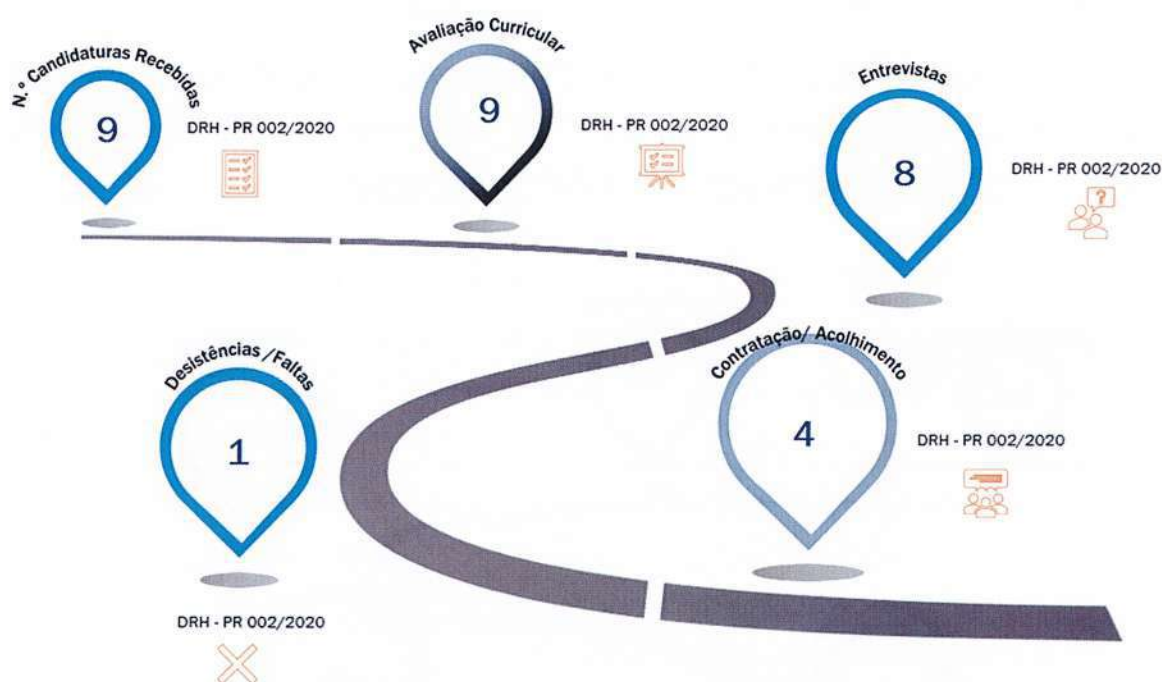 N.º Candidaturas Recebidas
9
DRH - PR 002/2020
Avaliação Curricular
9
DRH - PR 002/2020
Entrevistas
8
DRH - PR 002/2020
?
Desistências /Faltas
1
DRH - PR 002/2020
Contratação/ Acolhimento
4
DRH - PR 002/2020